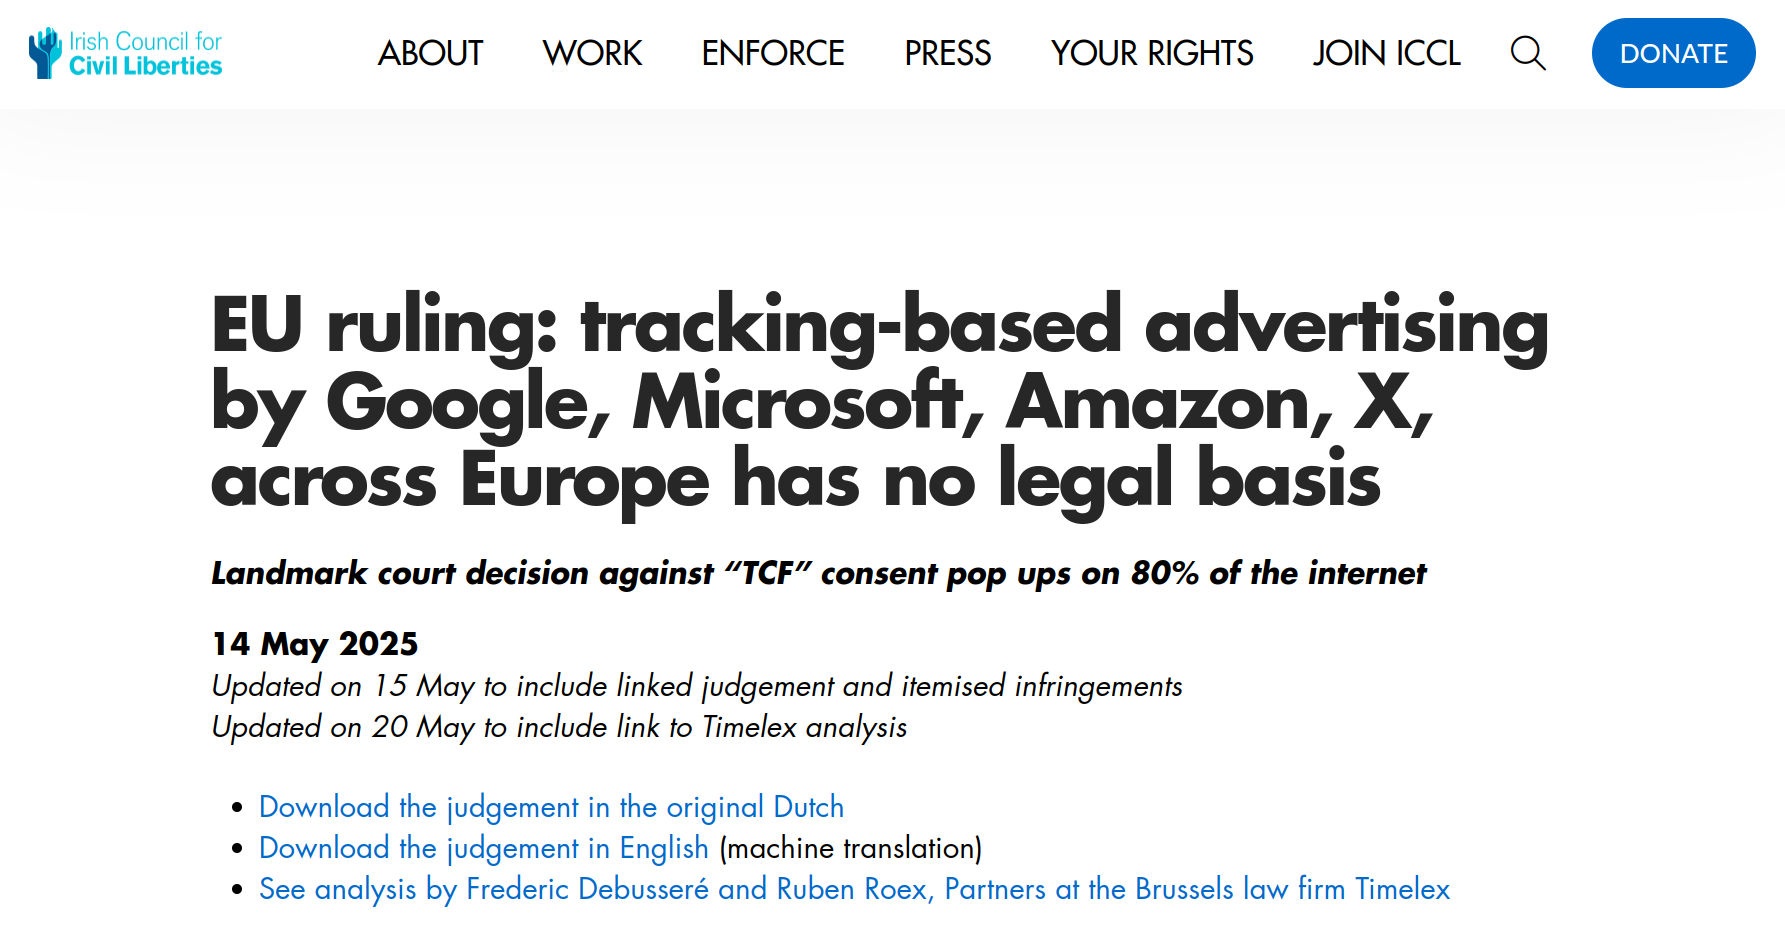 Irish Council for
Civil Liberties
ABOUT WORK ENFORCE PRESS YOUR RIGHTS JOIN ICCL DONATE
EU ruling: tracking-based advertising
by Google, Microsoft, Amazon, X,
across Europe has no legal basis
Landmark court decision against “TCF” consent pop ups on 80% of the internet
14 May 2025
Updated on 15 May to include linked judgement and itemised infringements
Updated on 20 May to include link to Timelex analysis
• Download the judgement in the original Dutch
• Download the judgement in English (machine translation)
• See analysis by Frederic Debusseré and Ruben Roex, Partners at the Brussels law firm Timelex